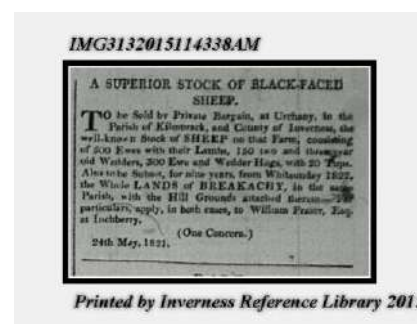 IMG3132015114338AM
A SUPERIOR STOCK OF BLACK-FACED
SHEEP.
TO be Sold by Private Bargain, at Urchany, in the
Parish of Kilmorack, and County of Inverness, the
well-known Stock of SHEEP on that Farm, consisting
of 500 Ewes with their Lambs, 150 two and three year
old Wedders, 300 Ewe and Wedder Hogs, with 20 Tups.
Also to be Subset, for nine years, from Whitsunday 1822,
the Whole LANDS of BREAKACHY, in the same
Parish, with the Hill Grounds attached thereto. For
particulars, apply, in both cases, to William Fraser, Esq.
at Inchberry.
(One Concern.)
24th May, 1821.
Printed by Inverness Reference Library 201